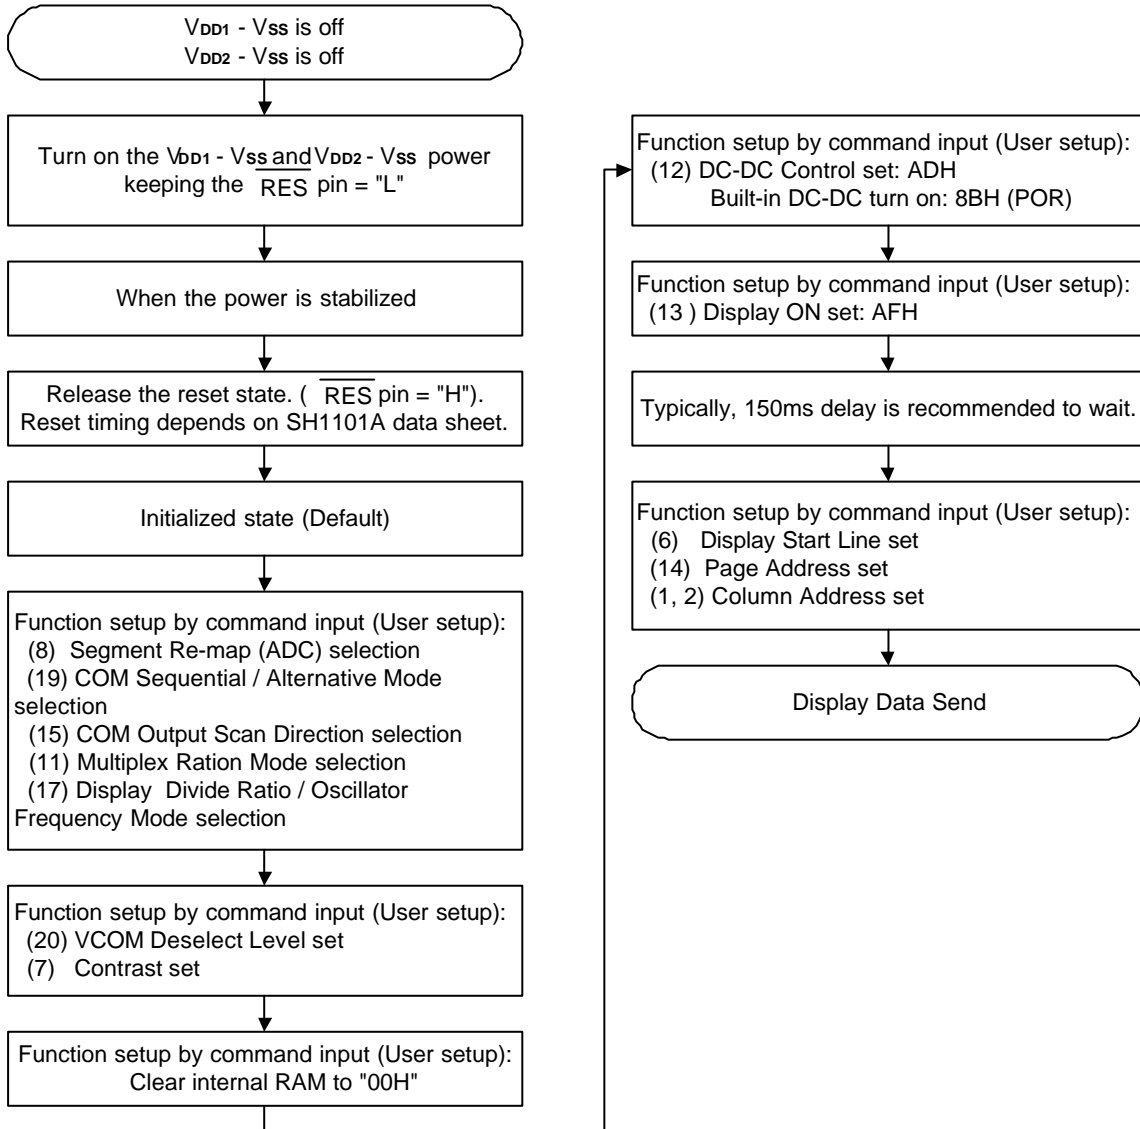 VDD1 - VSS is off
VDD2 - VSS is off
Turn on the VDD1 - VSS and VDD2 - VSS power
keeping the RES pin = "L"
When the power is stabilized
Release the reset state. ( RES pin = "H").
Reset timing depends on SH1101A data sheet.
Initialized state (Default)
Function setup by command input (User setup):
(8) Segment Re-map (ADC) selection
(19) COM Sequential / Alternative Mode
selection
(15) COM Output Scan Direction selection
(11) Multiplex Ration Mode selection
(17) Display Divide Ratio / Oscillator
Frequency Mode selection
Function setup by command input (User setup):
(20) VCOM Deselect Level set
(7) Contrast set
Function setup by command input (User setup):
Clear internal RAM to "00H"
Function setup by command input (User setup):
(12) DC-DC Control set: ADH
Built-in DC-DC turn on: 8BH (POR)
Function setup by command input (User setup):
(13 ) Display ON set: AFH
Typically, 150ms delay is recommended to wait.
Function setup by command input (User setup):
(6) Display Start Line set
(14) Page Address set
(1, 2) Column Address set
Display Data Send